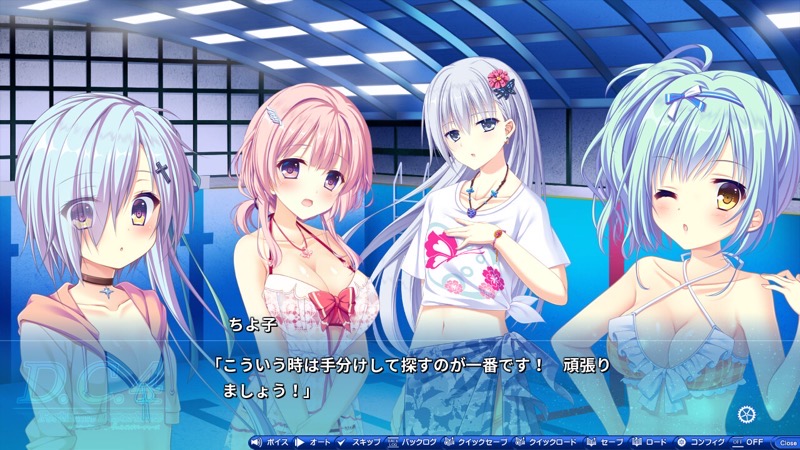 ちよ子
「こういう時は手分けして探すのが一番です！　頑張り
ましょう！」
D.C.4
ボイス オート スキップ バックログ クイックセーブ クイックロード セーブ ロード コンフィグ OFF Close